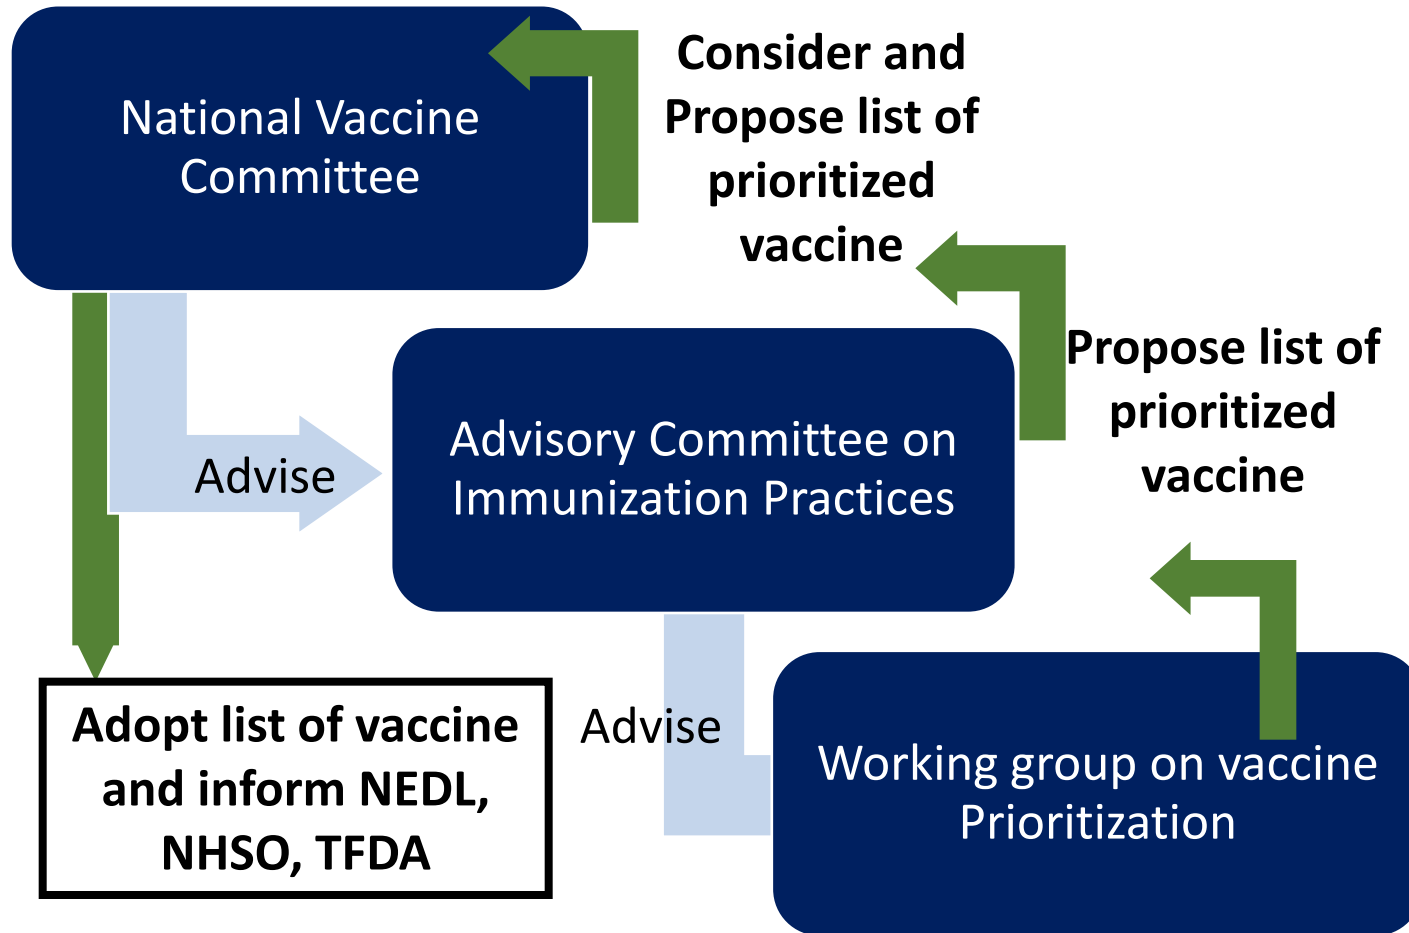 National Vaccine
Committee
Consider and
Propose list of
prioritized
vaccine
Propose list of
prioritized
vaccine
Advisory Committee on
Immunization Practices
Advise
Advise
Working group on vaccine
Prioritization
Adopt list of vaccine
and inform NEDL,
NHSO, TFDA